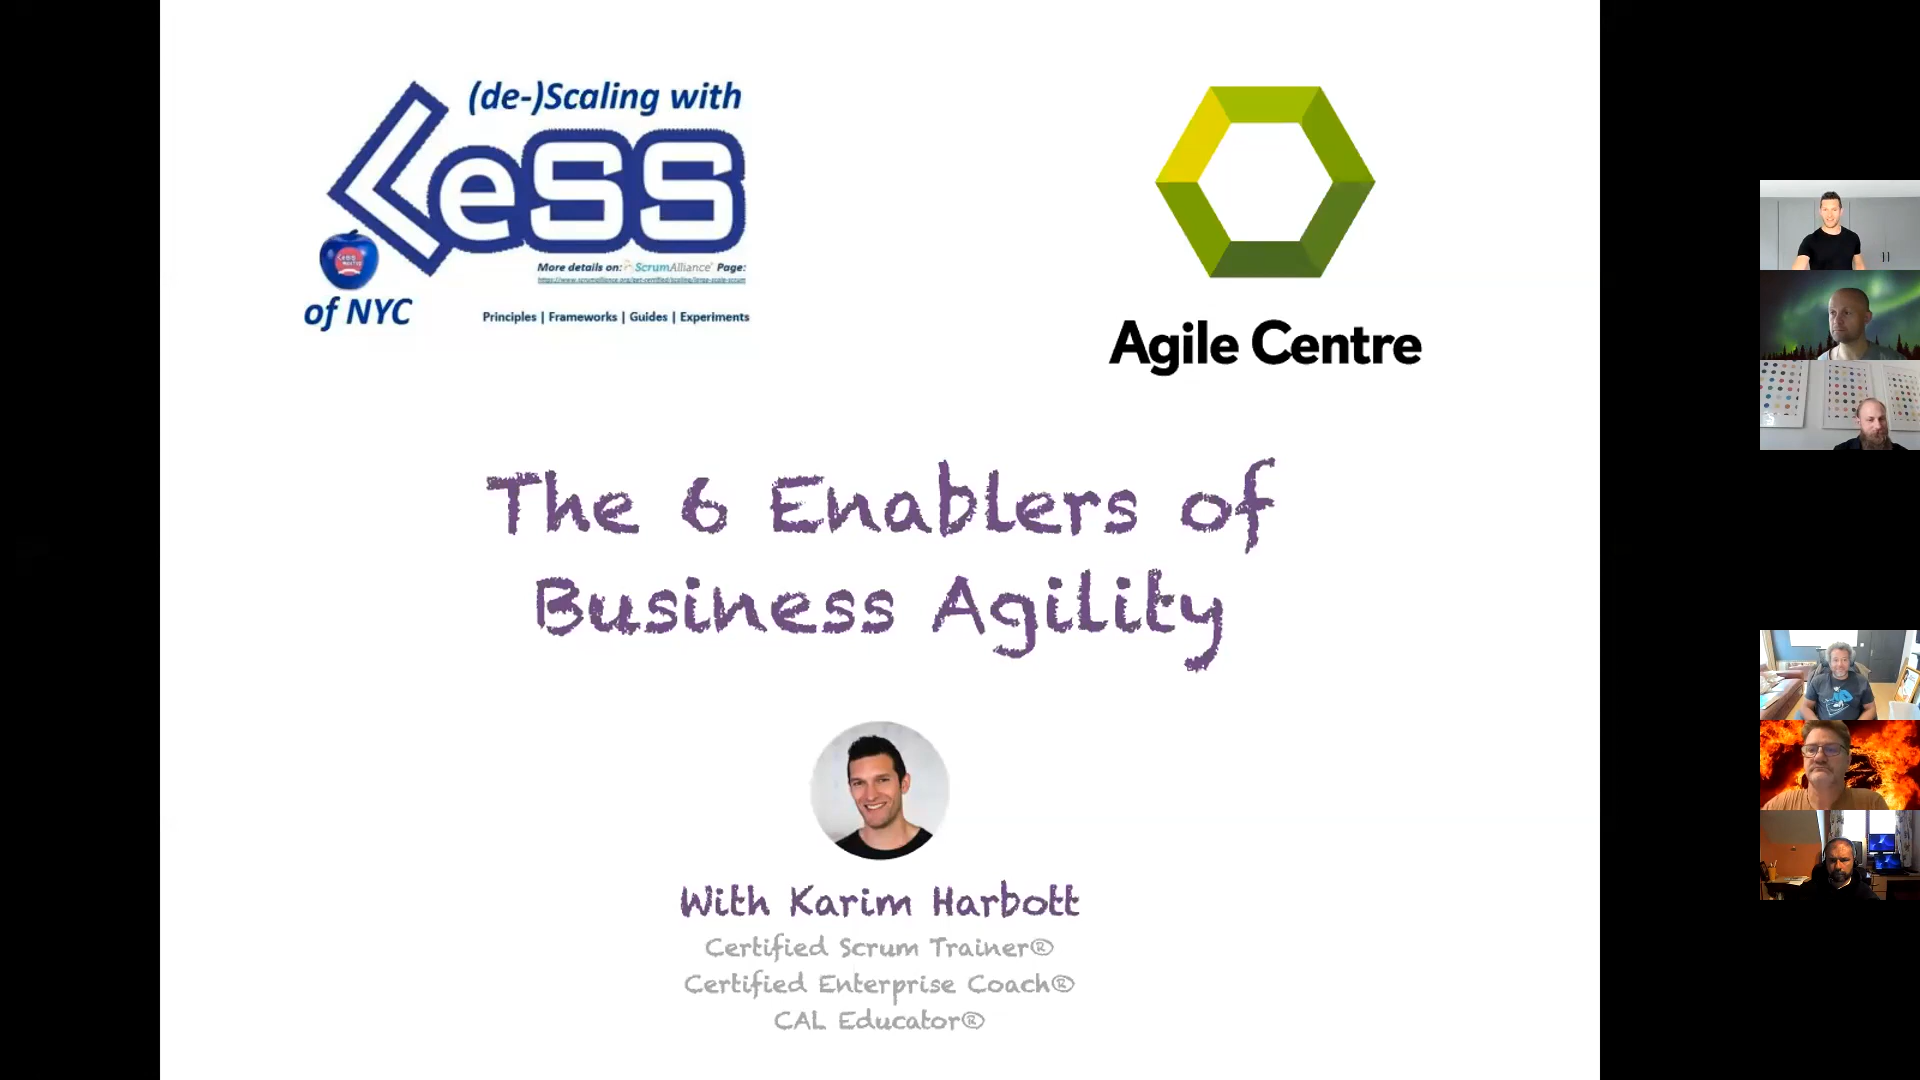 (de-)Scaling with
LeSS
More details on: ScrumAlliance® Page:
of NYC
Principles | Frameworks | Guides | Experiments
Agile Centre
The 6 Enablers of
Business Agility
With Karim Harbott
Certified Scrum Trainer®
Certified Enterprise Coach®
CAL Educator®